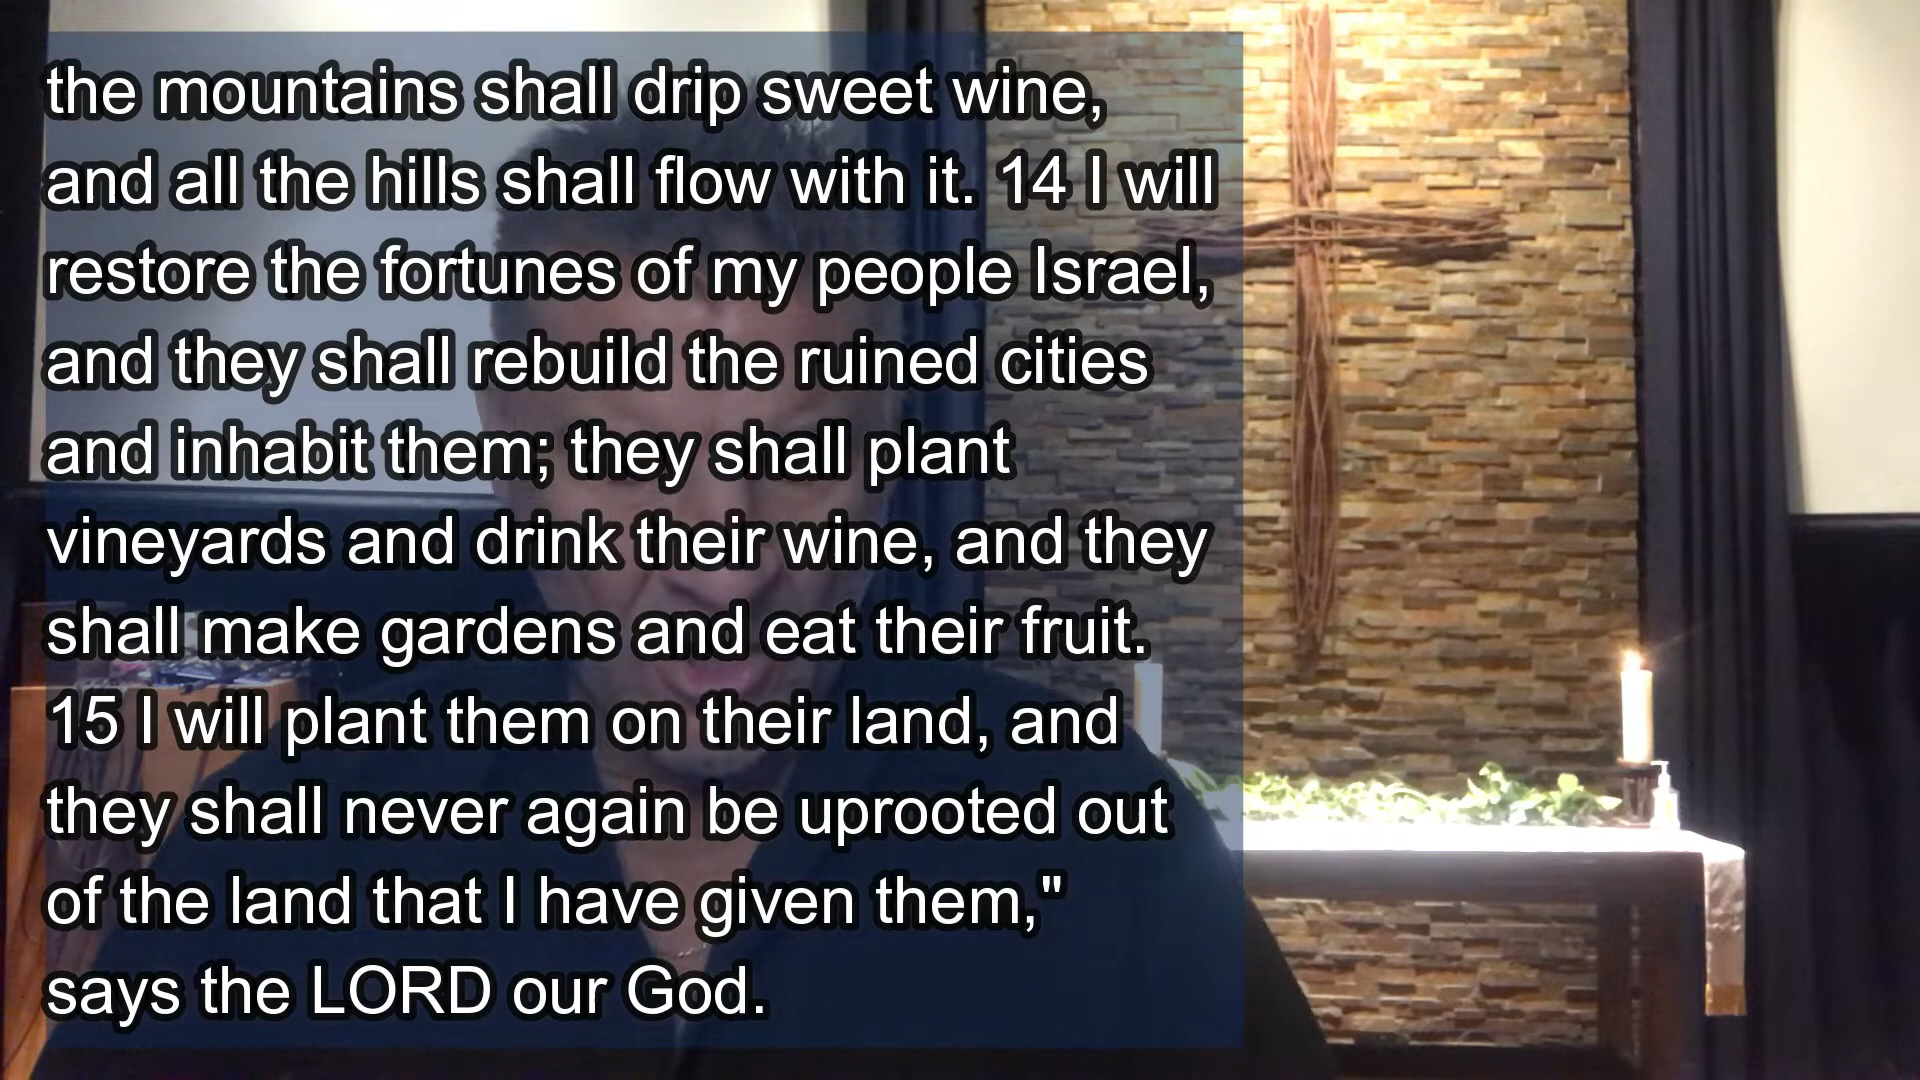 the mountains shall drip sweet wine,
and all the hills shall flow with it. 14 I will
restore the fortunes of my people Israel,
and they shall rebuild the ruined cities
and inhabit them; they shall plant
vineyards and drink their wine, and they
shall make gardens and eat their fruit.
15 I will plant them on their land, and
they shall never again be uprooted out
of the land that I have given them,"
says the LORD our God.